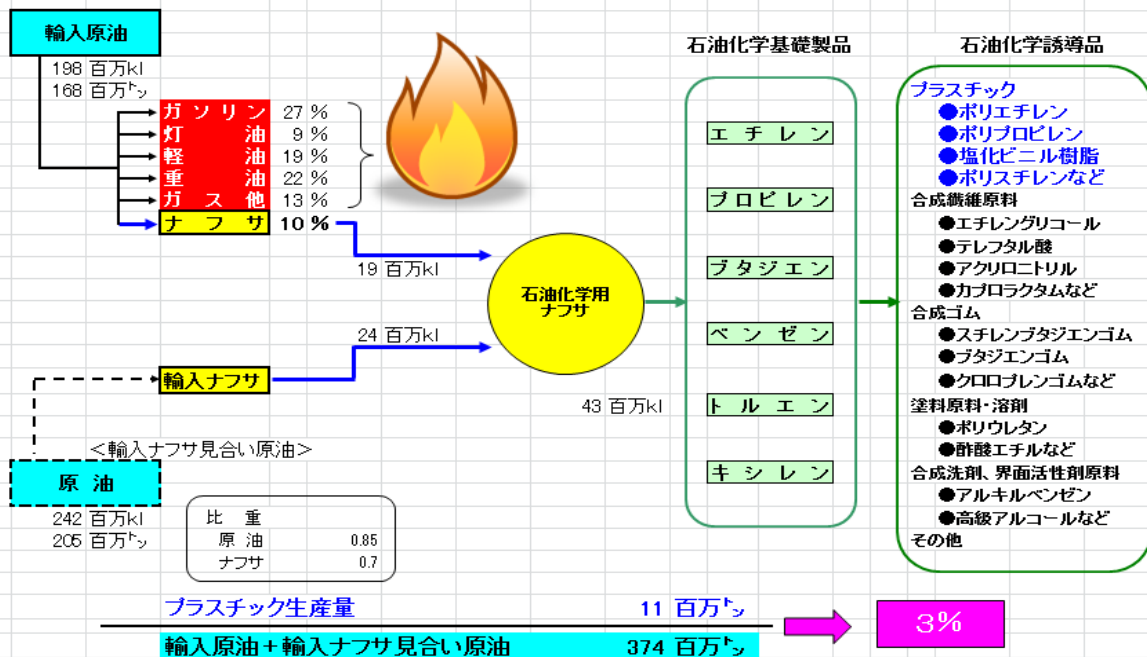 輸入原油
198 百万kl
168 百万㌧
ガソリン 27 %
灯油 9 %
軽油 19 %
重油 22 %
ガス他 13 %
ナフサ 10 %
19 百万kl
24 百万kl
輸入ナフサ
<輸入ナフサ見合い原油>
原 油
242 百万kl
205 百万㌧
比 重
原 油 0.85
ナフサ 0.7
石油化学用
ナフサ
43 百万kl
石油化学基礎製品
エチレン
プロピレン
ブタジエン
ベンゼン
トルエン
キシレン
石油化学誘導品
プラスチック
●ポリエチレン
●ポリプロピレン
●塩化ビニル樹脂
●ポリスチレンなど
合成繊維原料
●エチレングリコール
●テレフタル酸
●アクリロニトリル
●カプロラクタムなど
合成ゴム
●スチレンブタジエンゴム
●ブタジエンゴム
●クロロプレンゴムなど
塗料原料・溶剤
●ポリウレタン
●酢酸エチルなど
合成洗剤、界面活性剤原料
●アルキルベンゼン
●高級アルコールなど
その他
プラスチック生産量 11 百万㌧
輸入原油+輸入ナフサ見合い原油 374 百万㌧
3%